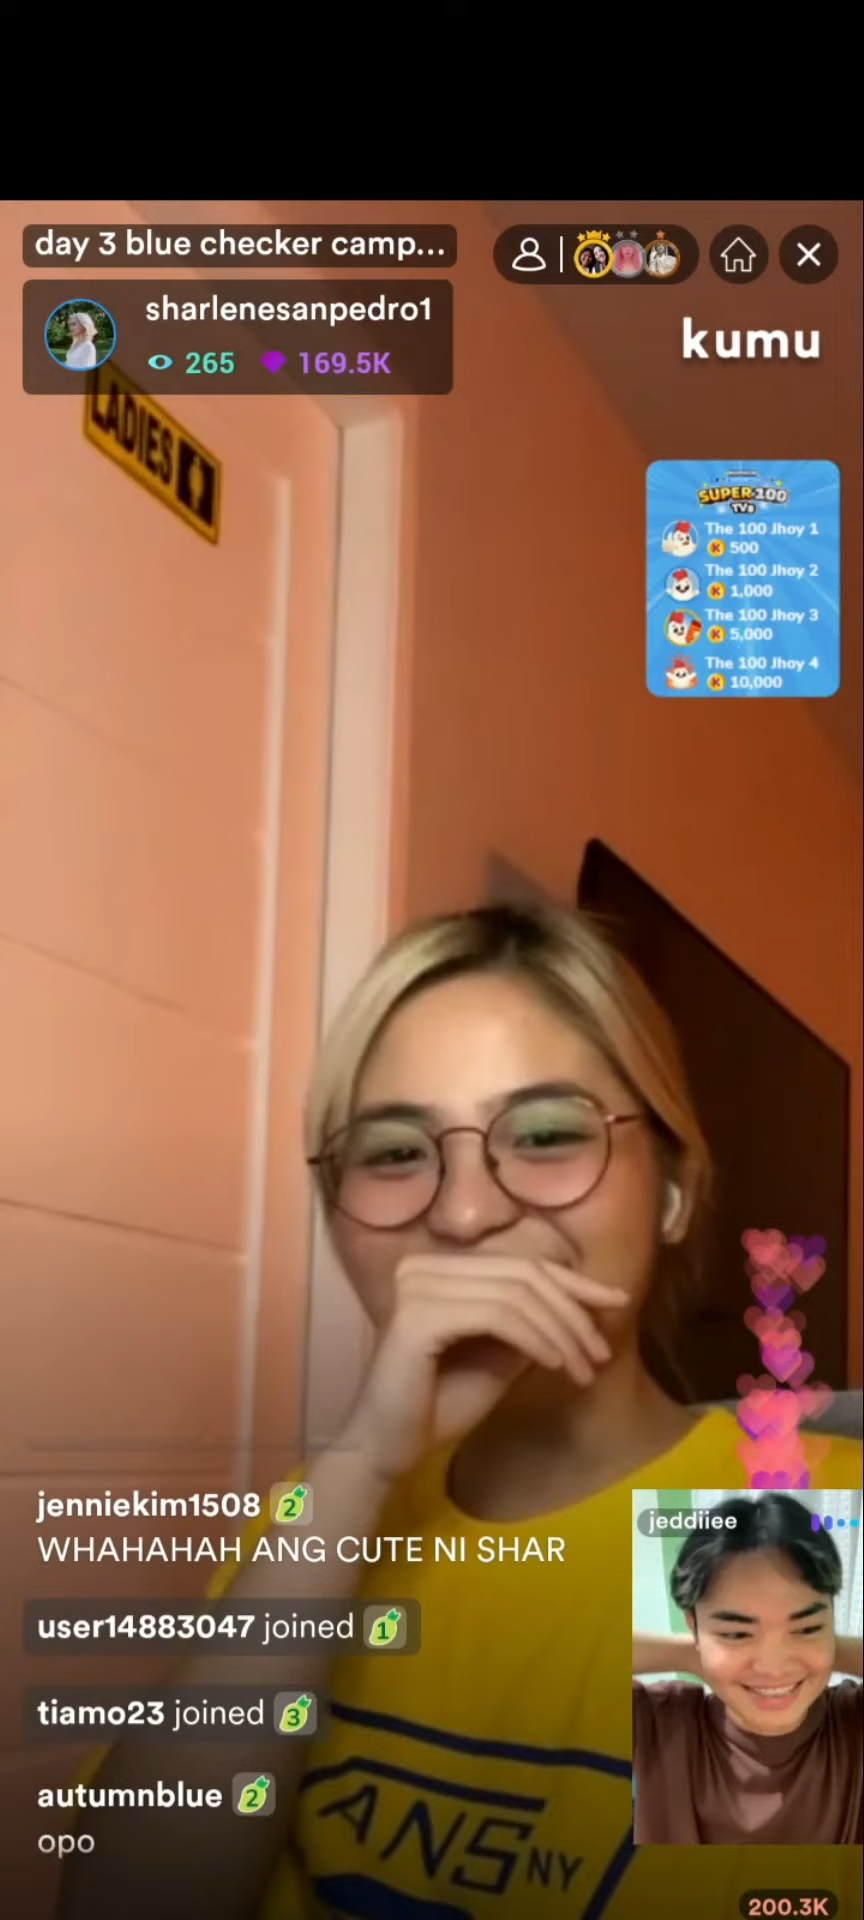 day 3 blue checker camp...
sharlenesanpedro1
265 169.5K
kumu
LADIES
SUPER 100
TVs
The 100 Jhoy 1
K 500
The 100 Jhoy 2
K 1,000
The 100 Jhoy 3
K 5,000
The 100 Jhoy 4
K 10,000
jenniekim1508 2
WHAHAHAH ANG CUTE NI SHAR
jeddiiee
user14883047 joined 1
tiamo23 joined 3
autumnblue 2
opo
ANS NY
200.3K